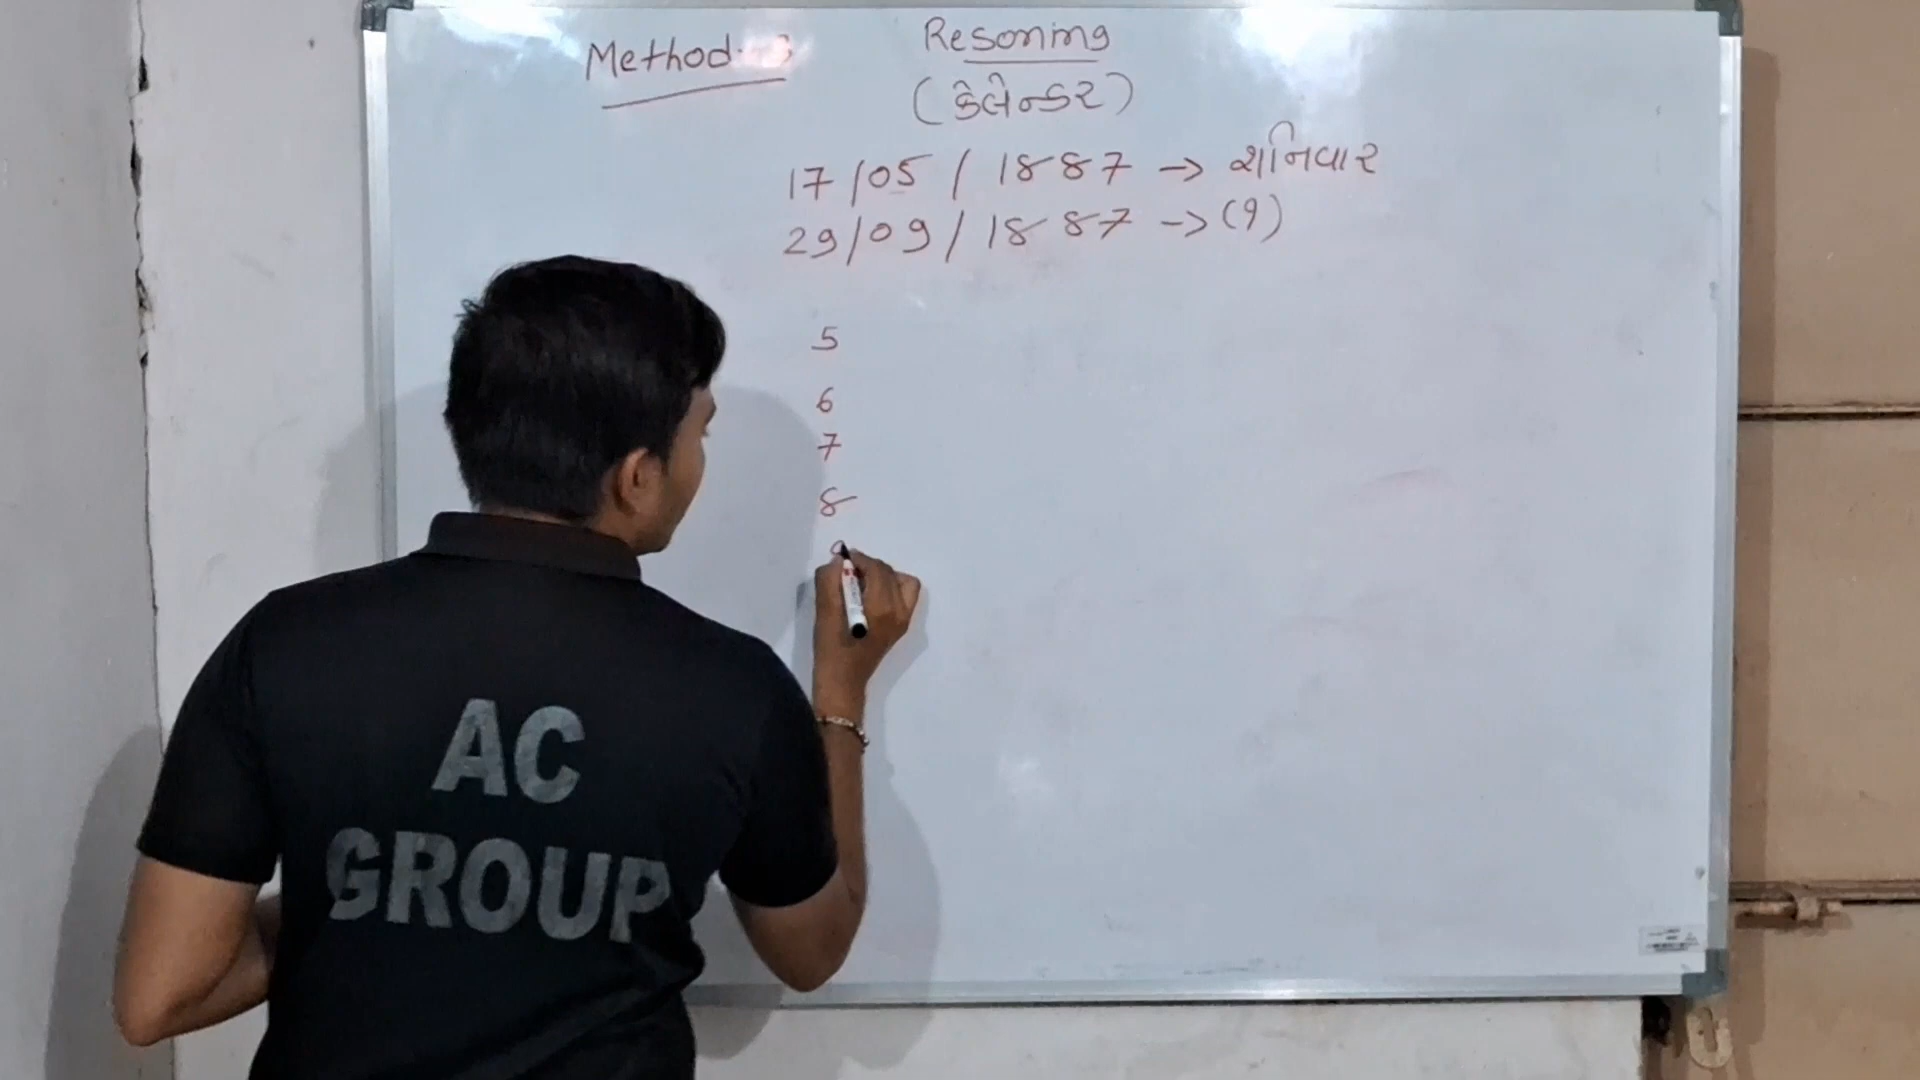 Resoning
Method:
(કેલેન્ડર)
17/05/1887 → શનિવાર
29/09/1887 → (?)
5
6
7
8
AC
GROUP